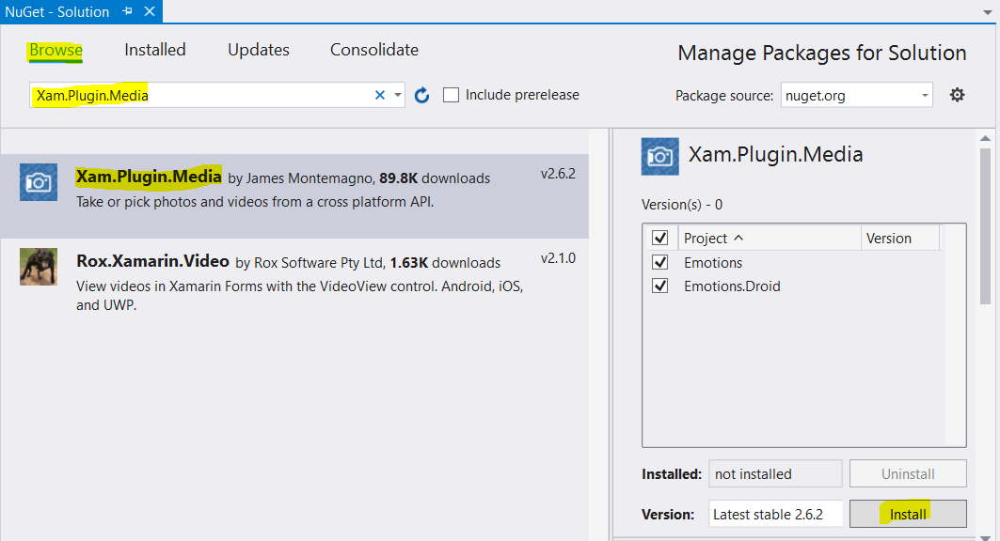 NuGet - Solution
Browse Installed Updates Consolidate
Manage Packages for Solution
Xam.Plugin.Media
Include prerelease
Package source: nuget.org
Xam.Plugin.Media by James Montemagno, 89.8K downloads v2.6.2
Take or pick photos and videos from a cross platform API.
Rox.Xamarin.Video by Rox Software Pty Ltd, 1.63K downloads v2.1.0
View videos in Xamarin Forms with the VideoView control. Android, iOS,
and UWP.
Xam.Plugin.Media
Version(s) - 0
Project Version
Emotions
Emotions.Droid
Installed: not installed Uninstall
Version: Latest stable 2.6.2 Install